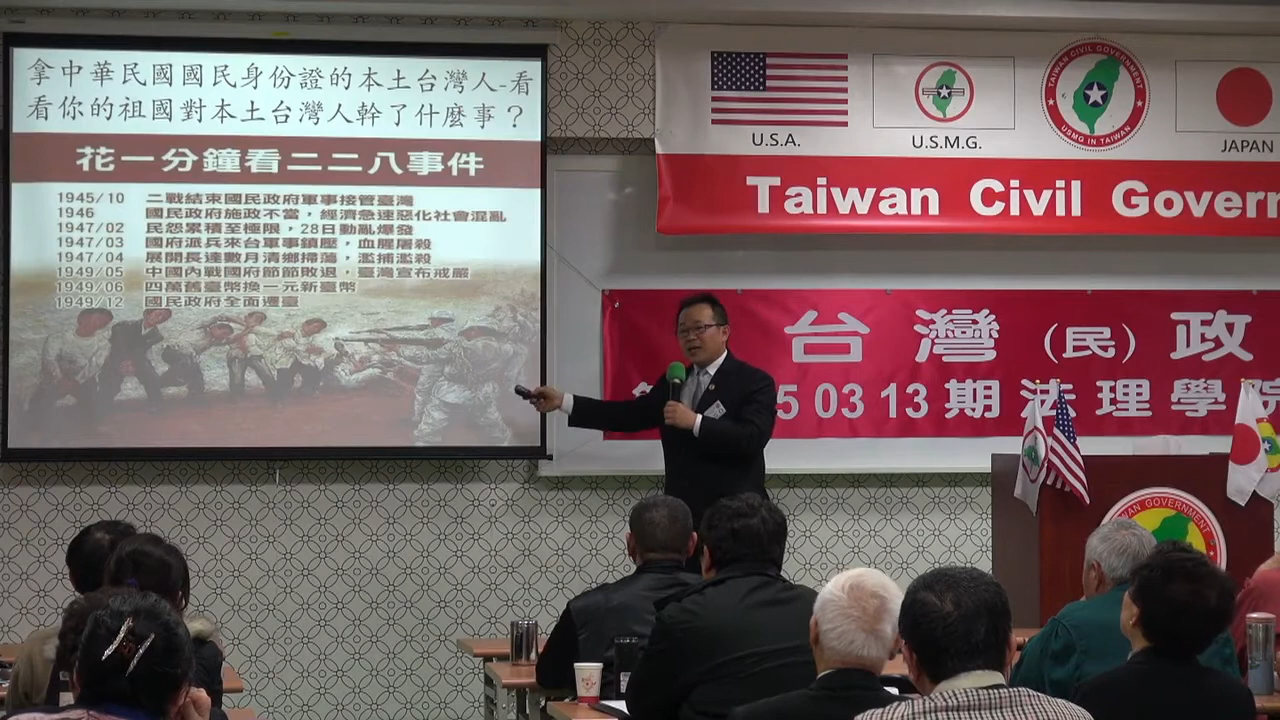 拿中華民國國民身份證的本土台灣人-看
看你的祖國對本土台灣人幹了什麼事？
花一分鐘看二二八事件
1945/10 二戰結束國民政府軍事接管臺灣
1946 國民政府施政不當，經濟急速惡化社會混亂
1947/02 民怨累積至極限，28日動亂爆發
1947/03 國府派兵來台軍事鎮壓，血腥屠殺
1947/04 展開長達數月清鄉掃蕩，濫捕濫殺
1949/05 中國內戰國府節節敗退，臺灣宣布戒嚴
1949/06 四萬舊臺幣換一元新臺幣
1949/12 國民政府全面遷臺
U.S.A.
U.S.M.G.
TAIWAN CIVIL GOVERNMENT
USMG IN TAIWAN
JAPAN
Taiwan Civil Govern
台灣(民)政
5 03 13 期法理學院
WAN GOVERNMENT